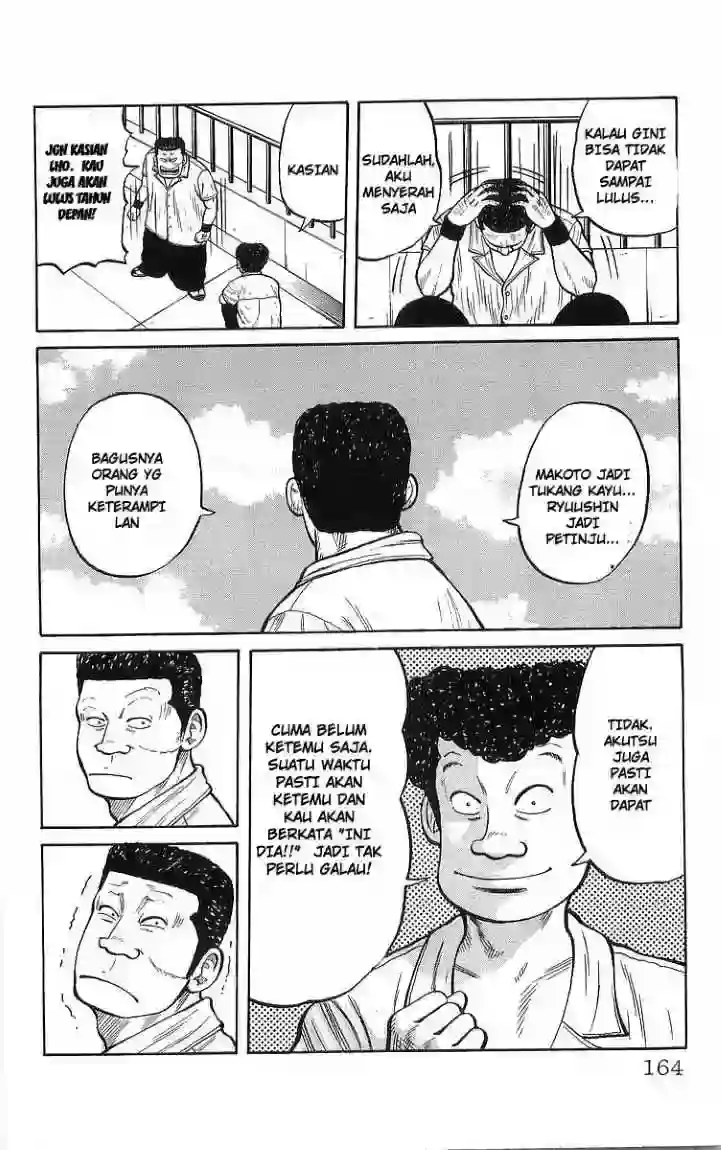 KALAU GINI
BISA TIDAK
DAPAT
SAMPAI
LULUS...
SUDAHLAH,
AKU
MENYERAH
SAJA
KASIAN
JGN KASIAN
LHO. KAU
JUGA AKAN
LULUS TAHUN
DEPAN!
MAKOTO JADI
TUKANG KAYU...
RYUUSHIN
JADI
PETINJU...
BAGUSNYA
ORANG YG
PUNYA
KETERAMPI
LAN
TIDAK.
AKUTSU
JUGA
PASTI
AKAN
DAPAT
CUMA BELUM
KETEMU SAJA.
SUATU WAKTU
PASTI AKAN
KETEMU DAN
KAU AKAN
BERKATA "INI
DIA!!" JADI TAK
PERLU GALAU!
164